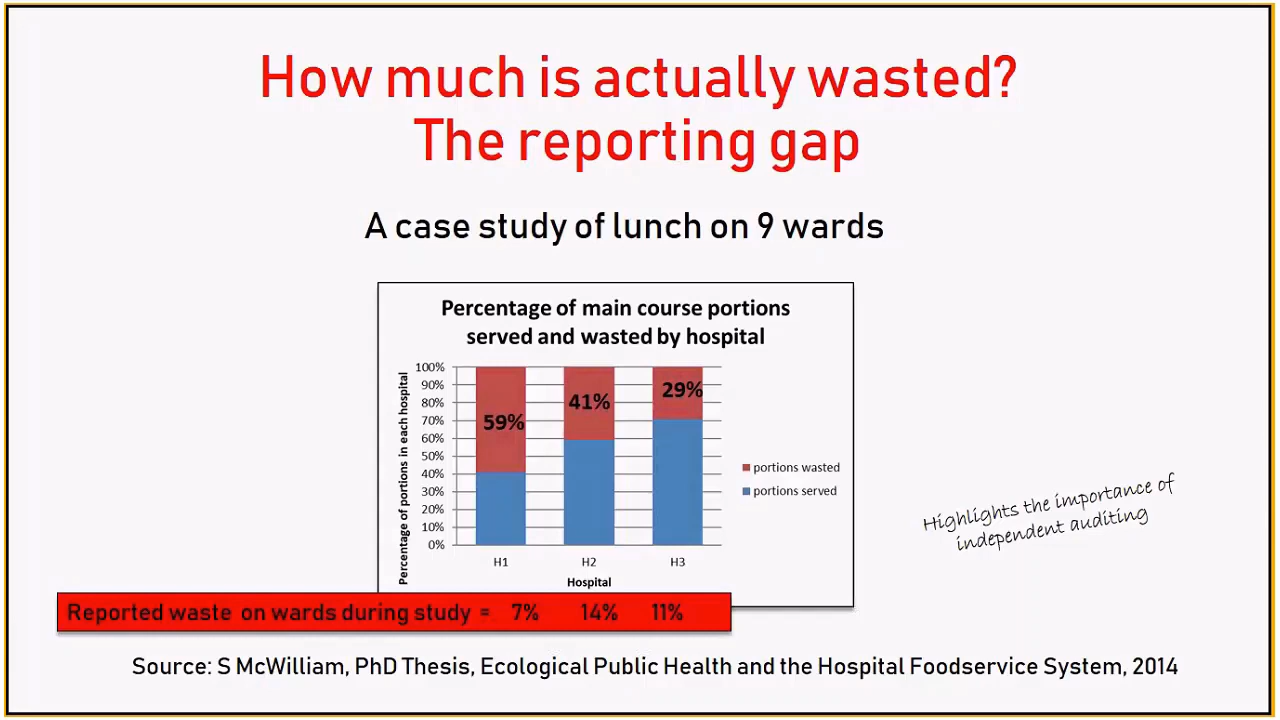 How much is actually wasted?
The reporting gap
A case study of lunch on 9 wards
Percentage of main course portions
served and wasted by hospital
Percentage of portions in each hospital
100%
90%
80%
70%
60%
50%
40%
30%
20%
10%
0%
59%
41%
29%
portions wasted
portions served
H1 H2 H3
Hospital
Highlights the importance of
independent auditing
Reported waste on wards during study = 7% 14% 11%
Source: S McWilliam, PhD Thesis, Ecological Public Health and the Hospital Foodservice System, 2014